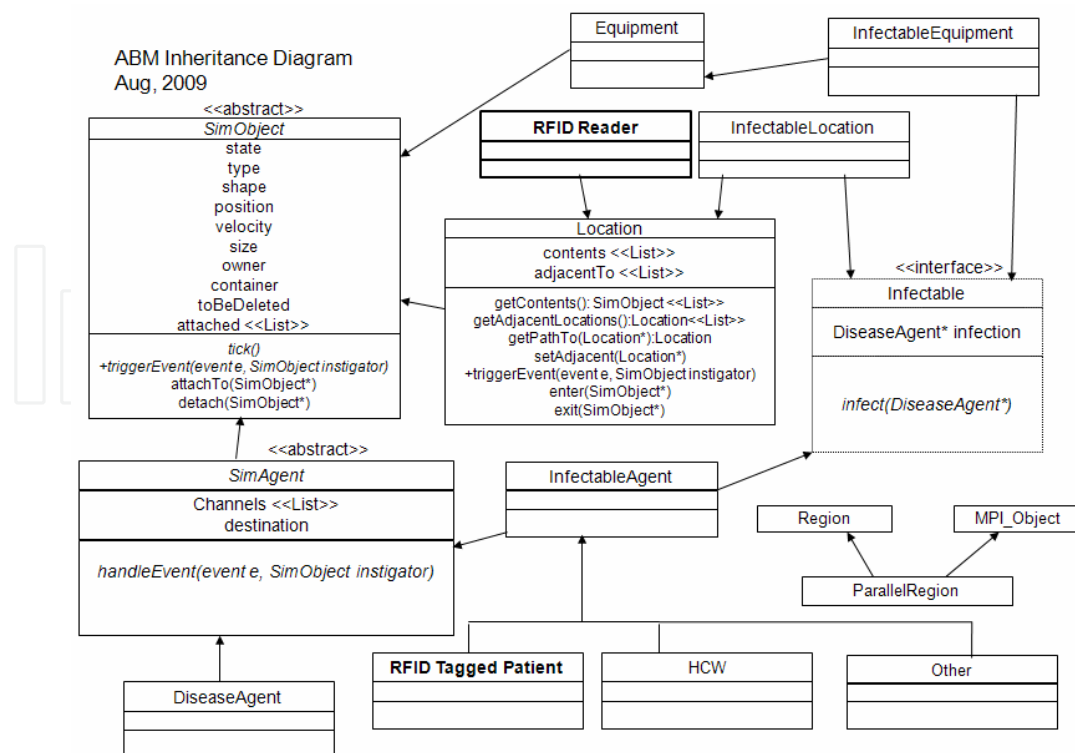 ABM Inheritance Diagram
Aug, 2009
<<abstract>>
SimObject
state
type
shape
position
velocity
size
owner
container
toBeDeleted
attached <<List>>
tick()
+triggerEvent(event e, SimObject instigator)
attachTo(SimObject*)
detach(SimObject*)
Equipment
InfectableEquipment
RFID Reader
InfectableLocation
Location
contents <<List>>
adjacentTo <<List>>
getContents(): SimObject <<List>>
getAdjacentLocations():Location<<List>>
getPathTo(Location*):Location
setAdjacent(Location*)
+triggerEvent(event e, SimObject instigator)
enter(SimObject*)
exit(SimObject*)
<<interface>>
Infectable
DiseaseAgent* infection
infect(DiseaseAgent*)
<<abstract>>
SimAgent
Channels <<List>>
destination
handleEvent(event e, SimObject instigator)
InfectableAgent
Region
MPI_Object
ParallelRegion
DiseaseAgent
RFID Tagged Patient
HCW
Other